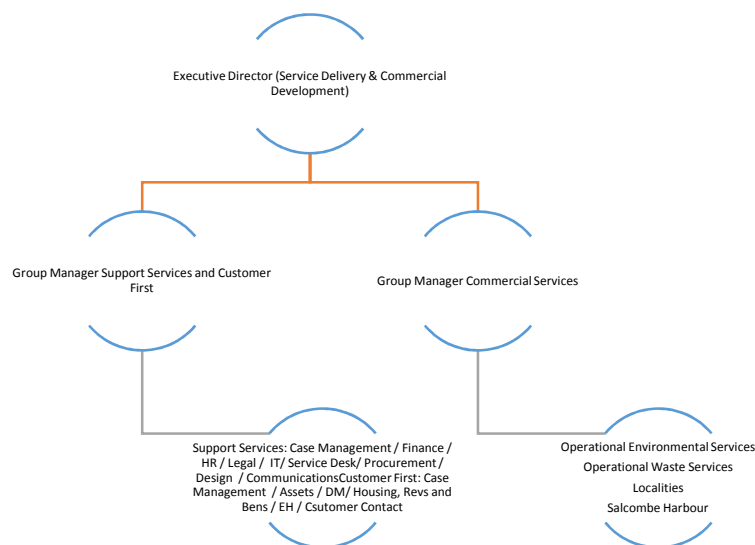 Executive Director (Service Delivery & Commercial
Development)
Group Manager Support Services and Customer
First
Group Manager Commercial Services
Support Services: Case Management / Finance /
HR / Legal / IT/ Service Desk/ Procurement /
Design / CommunicationsCustomer First: Case
Management / Assets / DM/ Housing, Revs and
Bens / EH / Csutomer Contact
Operational Environmental Services
Operational Waste Services
Localities
Salcombe Harbour